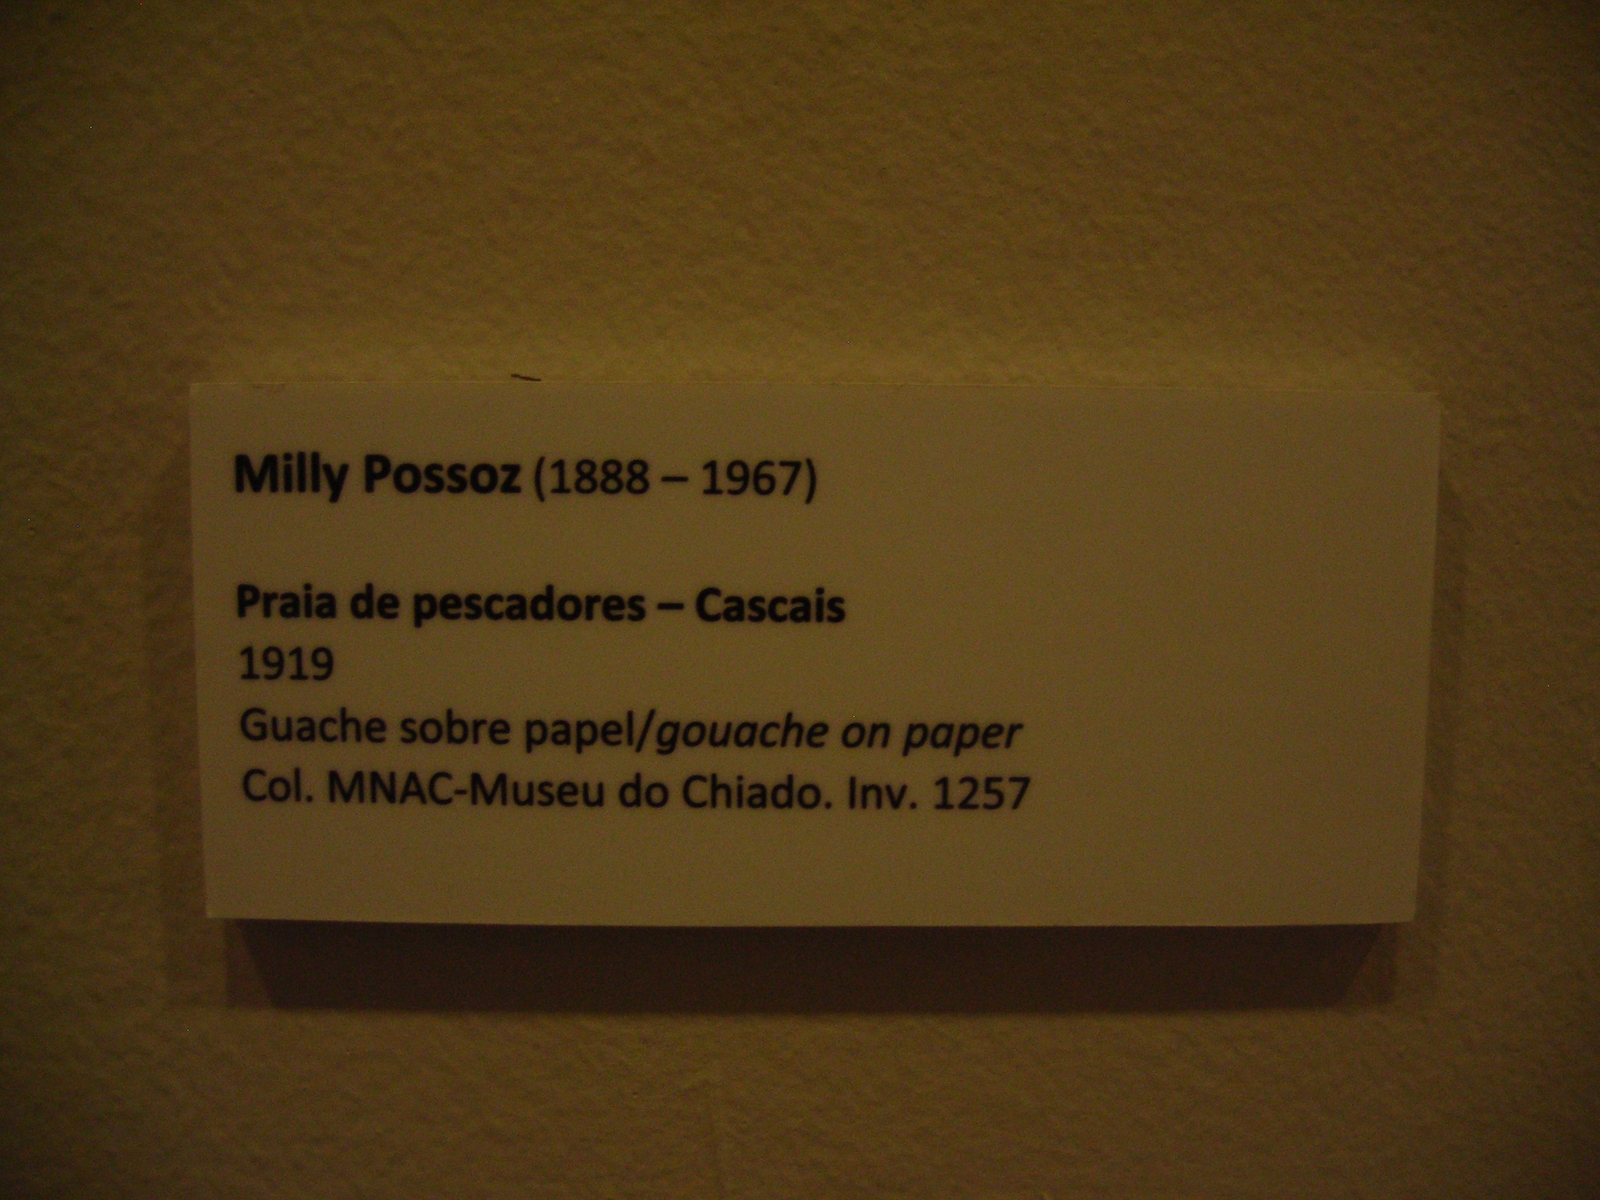 Milly Possoz (1888 – 1967)
Praia de pescadores – Cascais
1919
Guache sobre papel/gouache on paper
Col. MNAC-Museu do Chiado. Inv. 1257